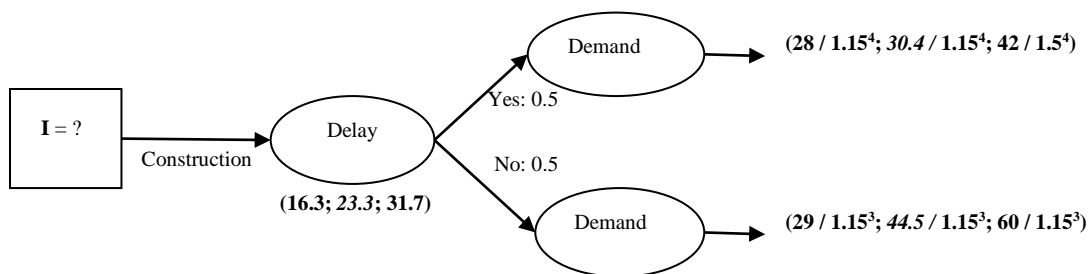 Demand
(28 / 1.15⁴; 30.4 / 1.15⁴; 42 / 1.5⁴)
Yes: 0.5
I = ?
Delay
Construction
No: 0.5
(16.3; 23.3; 31.7)
Demand
(29 / 1.15³; 44.5 / 1.15³; 60 / 1.15³)